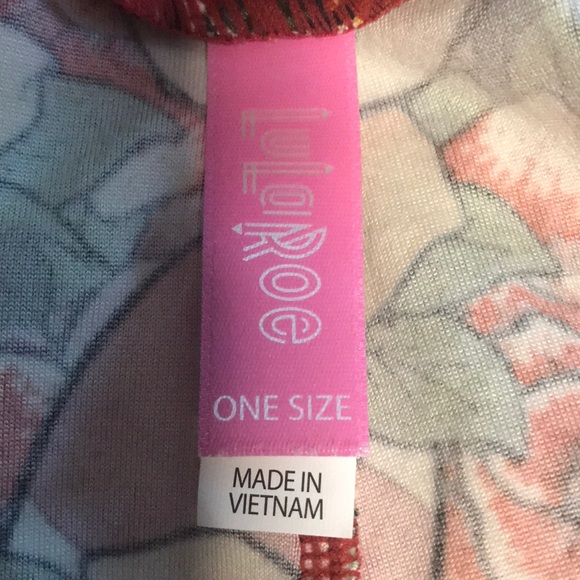 LuLaRoe
ONE SIZE
MADE IN
VIETNAM